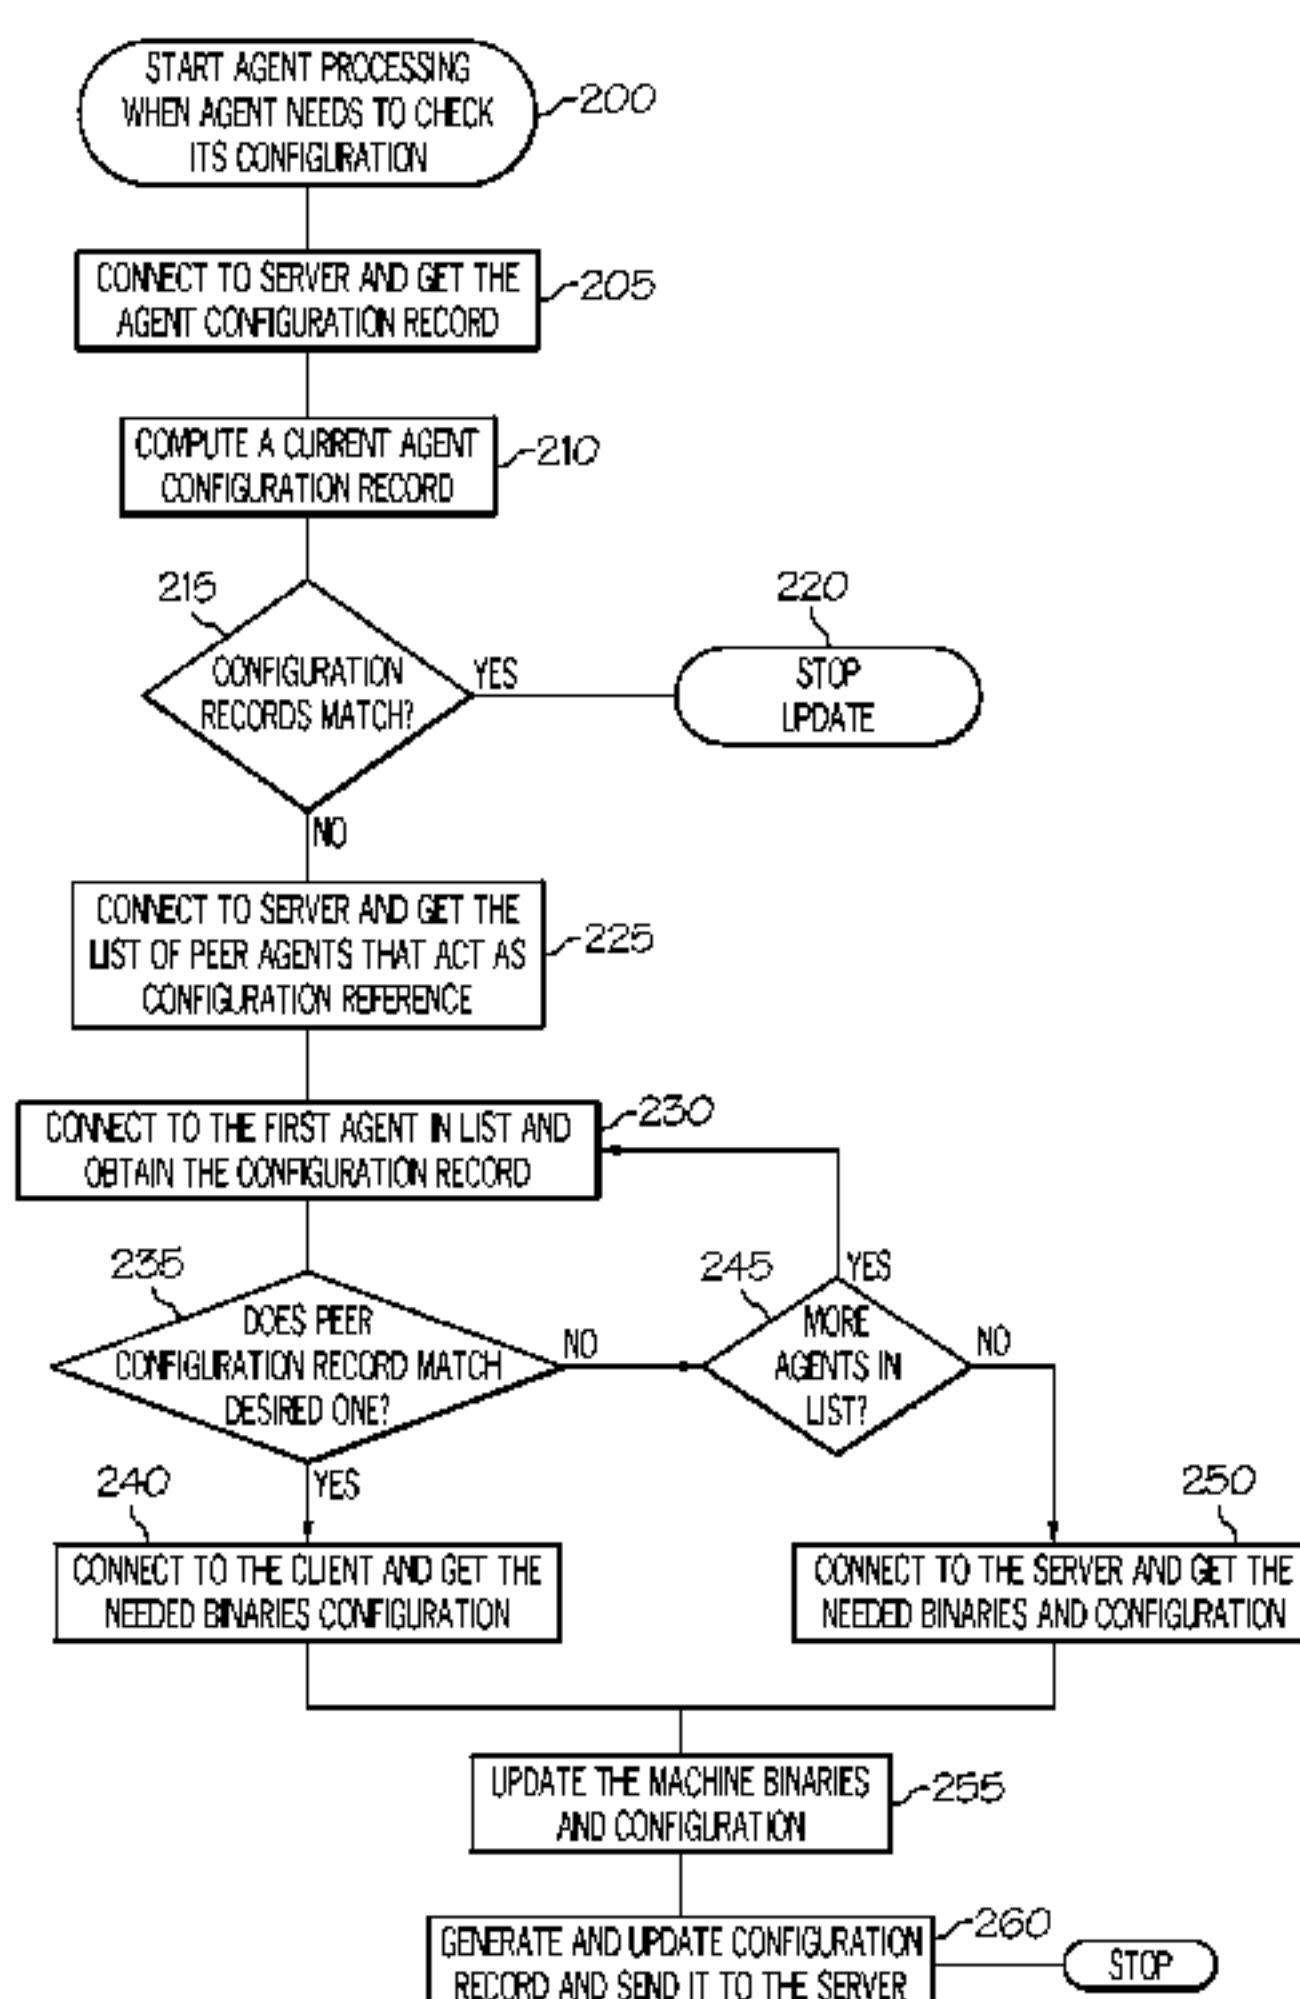 START AGENT PROCESSING
WHEN AGENT NEEDS TO CHECK
ITS CONFIGURATION
200
CONNECT TO SERVER AND GET THE
AGENT CONFIGURATION RECORD
205
COMPUTE A CURRENT AGENT
CONFIGURATION RECORD
210
215
CONFIGURATION
RECORDS MATCH?
YES
220
STOP
UPDATE
NO
CONNECT TO SERVER AND GET THE
LIST OF PEER AGENTS THAT ACT AS
CONFIGURATION REFERENCE
225
CONNECT TO THE FIRST AGENT IN LIST AND
OBTAIN THE CONFIGURATION RECORD
230
235
DOES PEER
CONFIGURATION RECORD MATCH
DESIRED ONE?
NO
245
YES
MORE
AGENTS IN
LIST?
NO
YES
240
CONNECT TO THE CLIENT AND GET THE
NEEDED BINARIES CONFIGURATION
250
CONNECT TO THE SERVER AND GET THE
NEEDED BINARIES AND CONFIGURATION
UPDATE THE MACHINE BINARIES
AND CONFIGURATION
255
GENERATE AND UPDATE CONFIGURATION
RECORD AND SEND IT TO THE SERVER
260
STOP